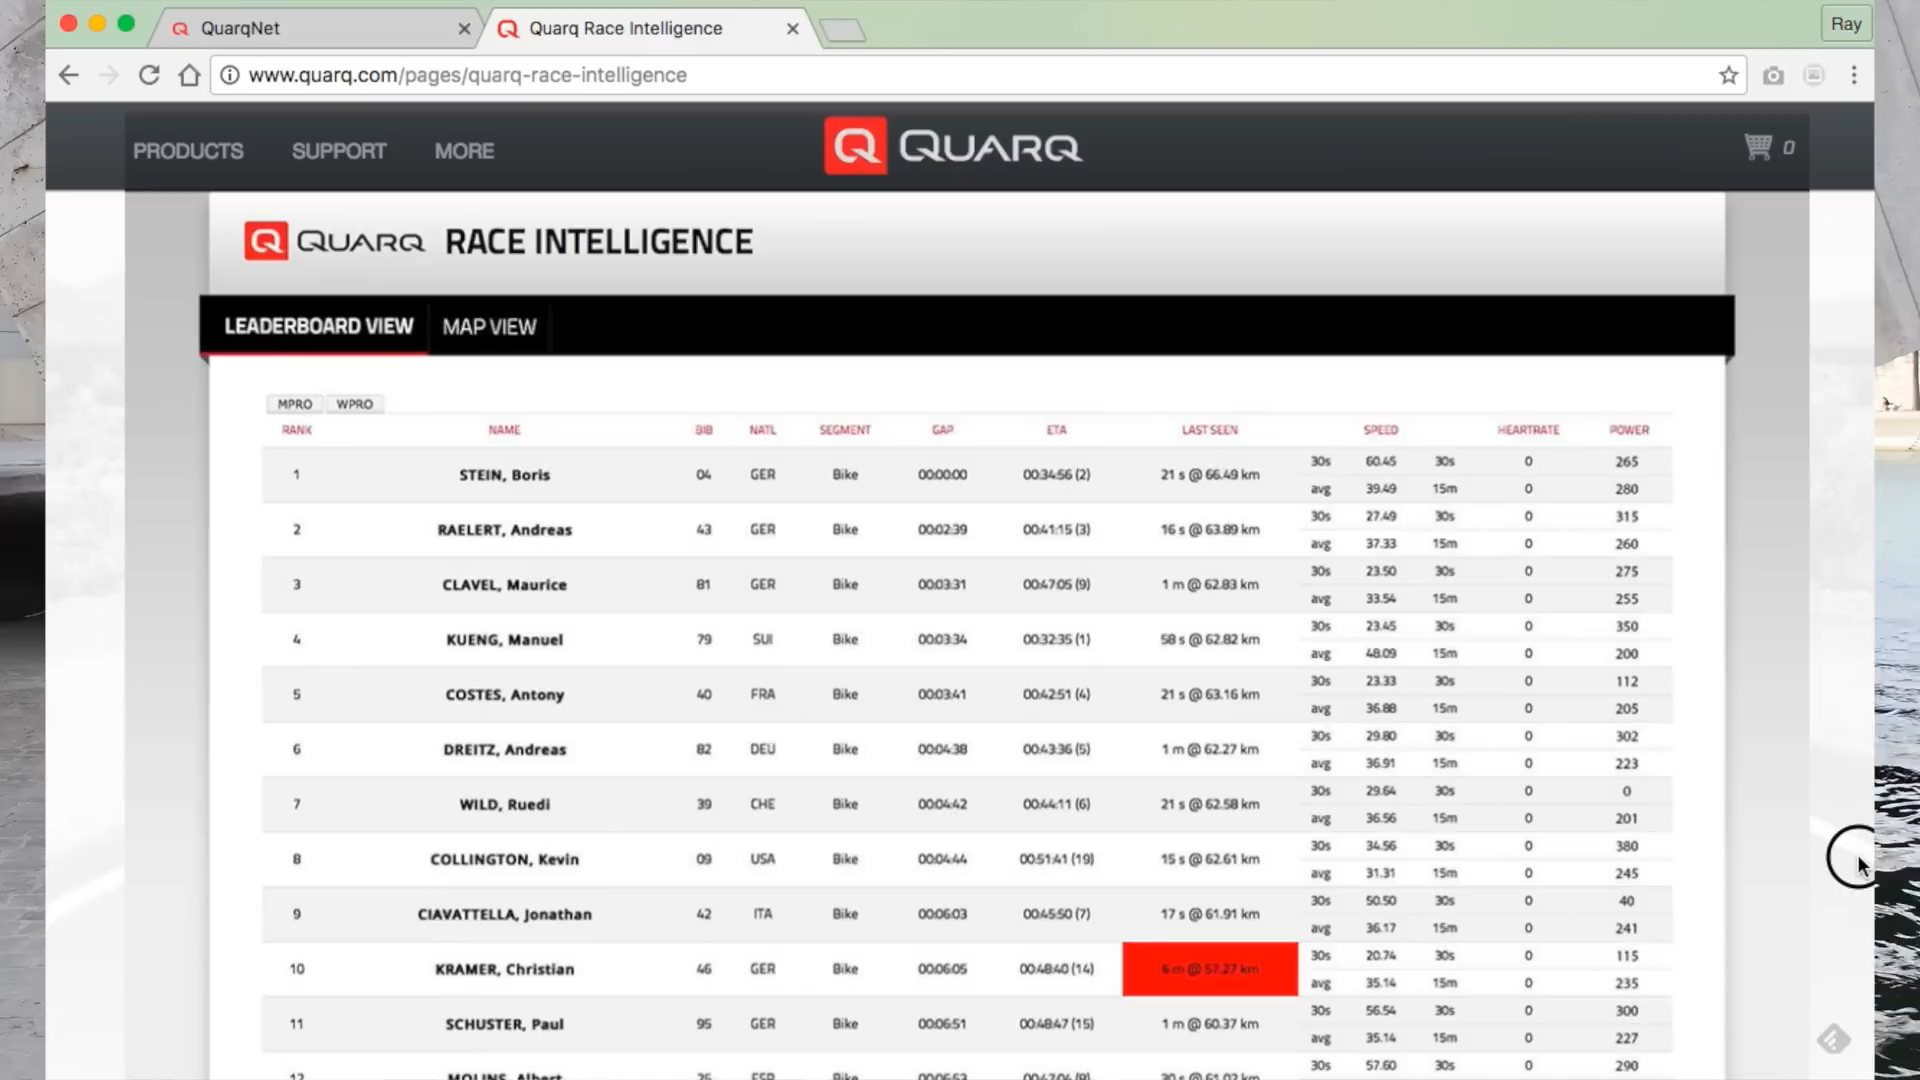 QuarqNet
Quarq Race Intelligence
Ray
www.quarq.com/pages/quarq-race-intelligence
PRODUCTS SUPPORT MORE QUARQ 0
QUARQ RACE INTELLIGENCE
LEADERBOARD VIEW MAP VIEW
MPRO WPRO
RANK NAME BIB NATL SEGMENT GAP ETA LAST SEEN SPEED HEARTRATE POWER
30s 60.45 30s 0 265
1 STEIN, Boris 04 GER Bike 00:00:00 00:34:56 (2) 21 s @ 66.49 km
avg 39.49 15m 0 280
30s 27.49 30s 0 315
2 RAELERT, Andreas 43 GER Bike 00:02:39 00:41:15 (3) 16 s @ 63.89 km
avg 37.33 15m 0 260
30s 23.50 30s 0 275
3 CLAVEL, Maurice 81 GER Bike 00:03:31 00:47:05 (9) 1 m @ 62.83 km
avg 33.54 15m 0 255
30s 23.45 30s 0 350
4 KUENG, Manuel 79 SUI Bike 00:03:34 00:32:35 (1) 58 s @ 62.82 km
avg 48.09 15m 0 200
30s 23.33 30s 0 112
5 COSTES, Antony 40 FRA Bike 00:03:41 00:42:51 (4) 21 s @ 63.16 km
avg 36.88 15m 0 205
30s 29.80 30s 0 302
6 DREITZ, Andreas 82 DEU Bike 00:04:38 00:43:36 (5) 1 m @ 62.27 km
avg 36.91 15m 0 223
30s 29.64 30s 0 0
7 WILD, Ruedi 39 CHE Bike 00:04:42 00:44:11 (6) 21 s @ 62.58 km
avg 36.56 15m 0 201
30s 34.56 30s 0 380
8 COLLINGTON, Kevin 09 USA Bike 00:04:44 00:51:41 (19) 15 s @ 62.61 km
avg 31.31 15m 0 245
30s 50.50 30s 0 40
9 CIAVATTELLA, Jonathan 42 ITA Bike 00:06:03 00:45:50 (7) 17 s @ 61.91 km
avg 36.17 15m 0 241
30s 20.74 30s 0 115
10 KRAMER, Christian 46 GER Bike 00:06:05 00:48:40 (14) 6 m @ 57.27 km
avg 35.14 15m 0 235
30s 56.54 30s 0 300
11 SCHUSTER, Paul 95 GER Bike 00:06:51 00:48:47 (15) 1 m @ 60.37 km
avg 35.14 15m 0 227
30s 57.60 30s 0 290
12 MOLINS, Albert ESP Bike